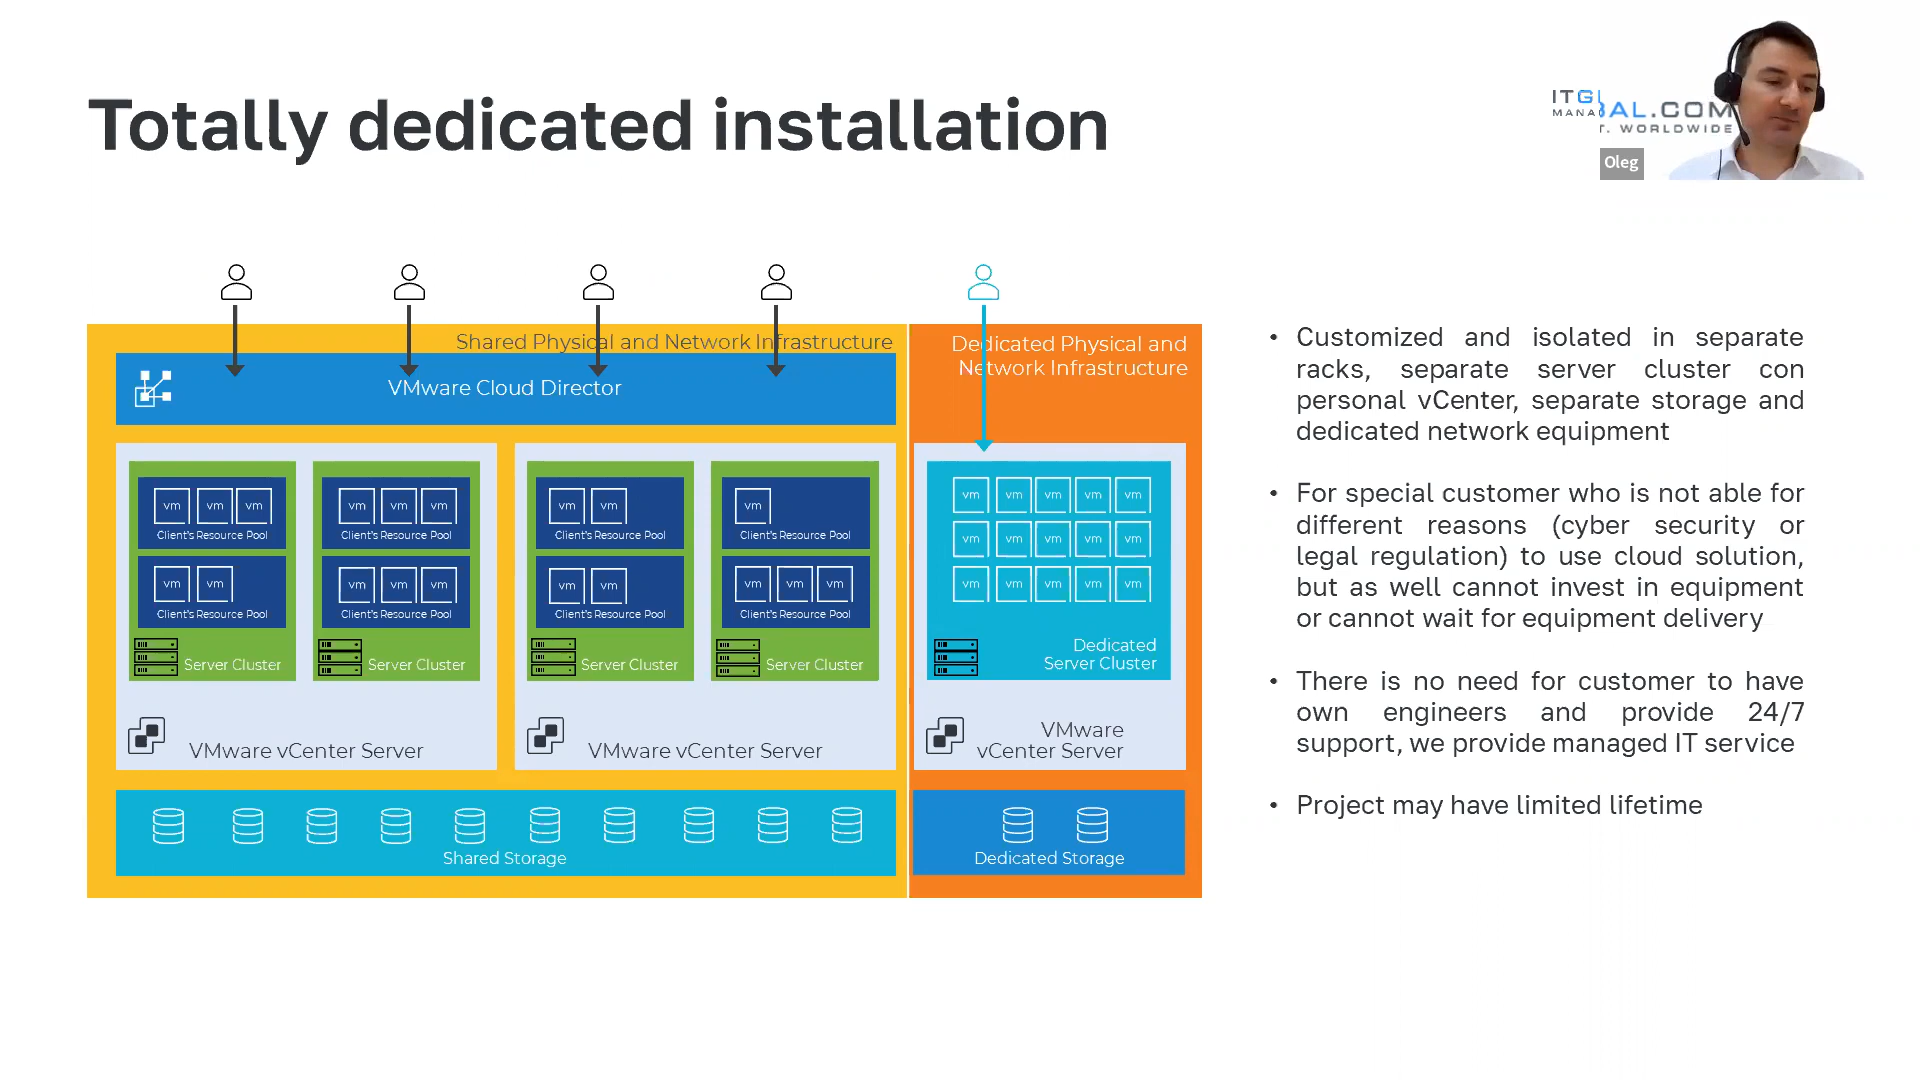 Totally dedicated installation
ITGLOBAL.COM
MANA T. WORLDWIDE
Oleg
Shared Physical and Network Infrastructure
VMware Cloud Director
vm vm vm
Client's Resource Pool
vm vm
Client's Resource Pool
Server Cluster
vm vm vm
Client's Resource Pool
vm vm vm
Client's Resource Pool
Server Cluster
VMware vCenter Server
vm vm
Client's Resource Pool
vm vm
Client's Resource Pool
Server Cluster
vm
Client's Resource Pool
vm vm vm
Client's Resource Pool
Server Cluster
VMware vCenter Server
Shared Storage
Dedicated Physical and
Network Infrastructure
vm vm vm vm vm
vm vm vm vm vm
vm vm vm vm vm
Dedicated
Server Cluster
VMware
vCenter Server
Dedicated Storage
• Customized and isolated in separate
racks, separate server cluster con
personal vCenter, separate storage and
dedicated network equipment
• For special customer who is not able for
different reasons (cyber security or
legal regulation) to use cloud solution,
but as well cannot invest in equipment
or cannot wait for equipment delivery
• There is no need for customer to have
own engineers and provide 24/7
support, we provide managed IT service
• Project may have limited lifetime